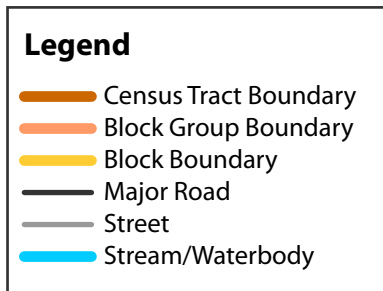 Legend
Census Tract Boundary
Block Group Boundary
Block Boundary
Major Road
Street
Stream/Waterbody